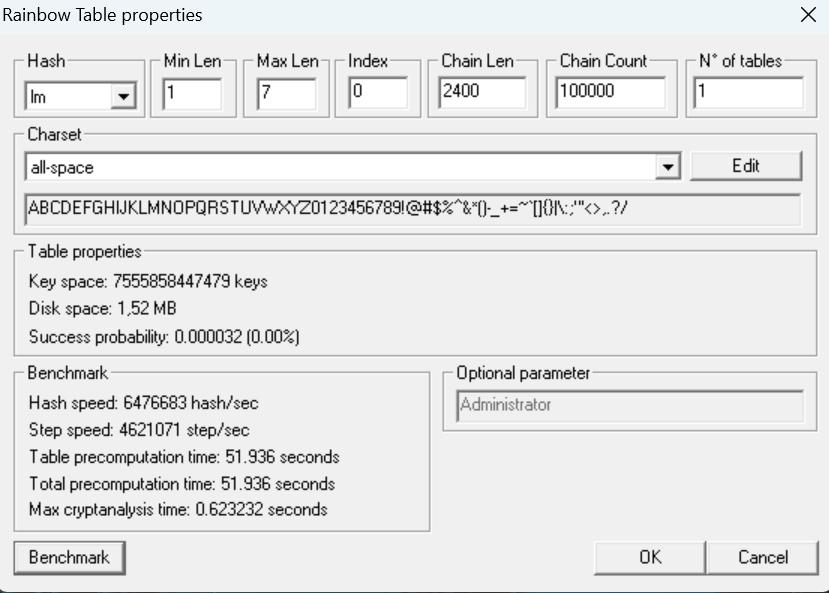 Rainbow Table properties
Hash Min Len Max Len Index Chain Len Chain Count N° of tables
lm 1 7 0 2400 100000 1
Charset
all-space Edit
ABCDEFGHIJKLMNOPQRSTUVWXYZ0123456789!@#$%^&*()-_+=~`[]{}|\:;"'<>,.?/
Table properties
Key space: 7555858447479 keys
Disk space: 1,52 MB
Success probability: 0.000032 (0.00%)
Benchmark
Hash speed: 6476683 hash/sec
Step speed: 4621071 step/sec
Table precomputation time: 51.936 seconds
Total precomputation time: 51.936 seconds
Max cryptanalysis time: 0.623232 seconds
Optional parameter
Administrator
Benchmark OK Cancel